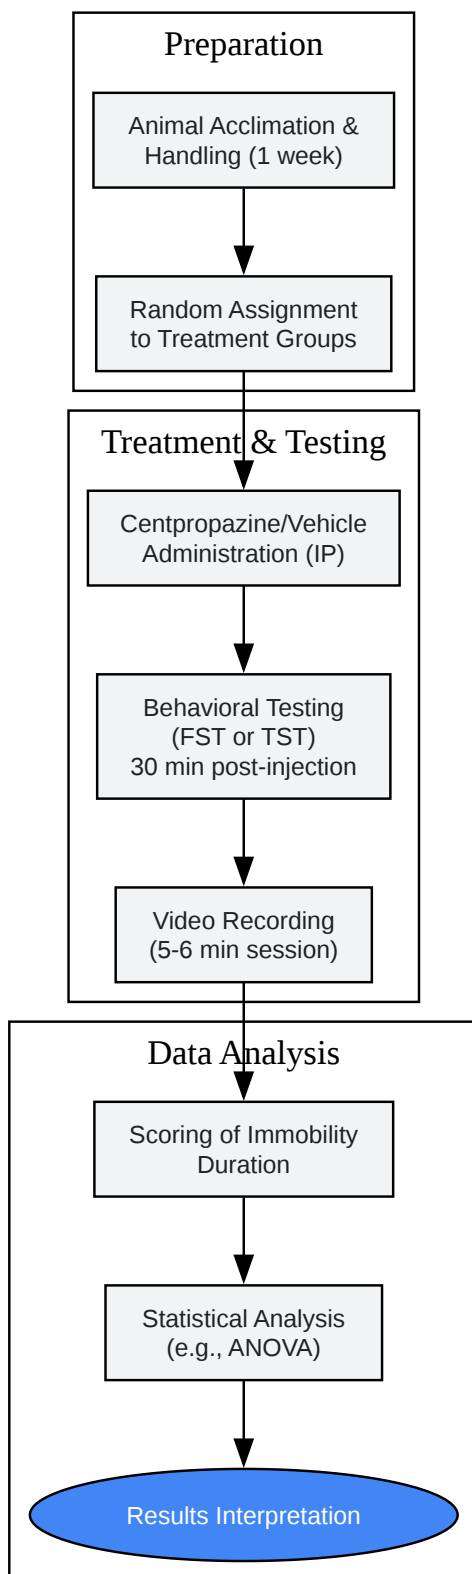 Preparation
Animal Acclimation &
Handling (1 week)
Random Assignment
to Treatment Groups
Treatment & Testing
Centpropazine/Vehicle
Administration (IP)
Behavioral Testing
(FST or TST)
30 min post-injection
Video Recording
(5-6 min session)
Data Analysis
Scoring of Immobility
Duration
Statistical Analysis
(e.g., ANOVA)
Results Interpretation